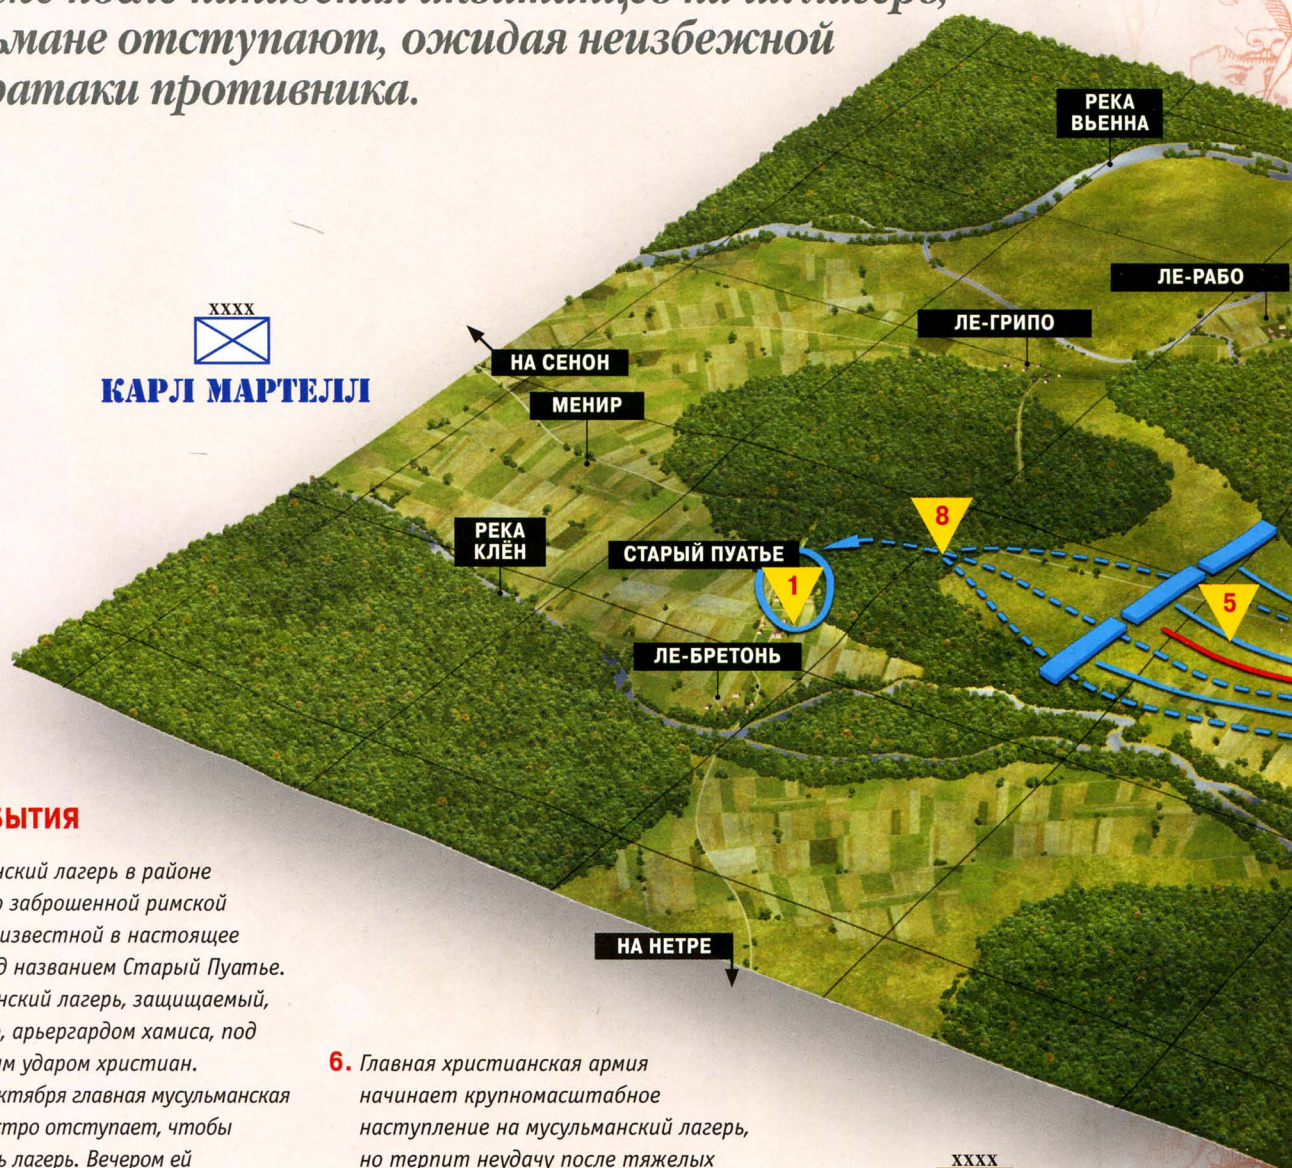 ьмане отступают, ожидая неизбежной
ратаки противника.
РЕКА
ВЬЕННА
ЛЕ-РАБО
ЛЕ-ГРИПО
XXXX
КАРЛ МАРТЕЛЛ
НА СЕНОН
МЕНИР
РЕКА
КЛЁН
СТАРЫЙ ПУАТЬЕ
8
1
5
ЛЕ-БРЕТОНЬ
НА НЕТРЕ
БЫТИЯ
нский лагерь в районе
о заброшенной римской
известной в настоящее
д названием Старый Пуатье.
нский лагерь, защищаемый,
о, арьергардом хамиса, под
им ударом христиан.
ктября главная мусульманская
стро отступает, чтобы
ь лагерь. Вечером ей
6. Главная христианская армия
начинает крупномасштабное
наступление на мусульманский лагерь,
но терпит неудачу после тяжелых
XXXX